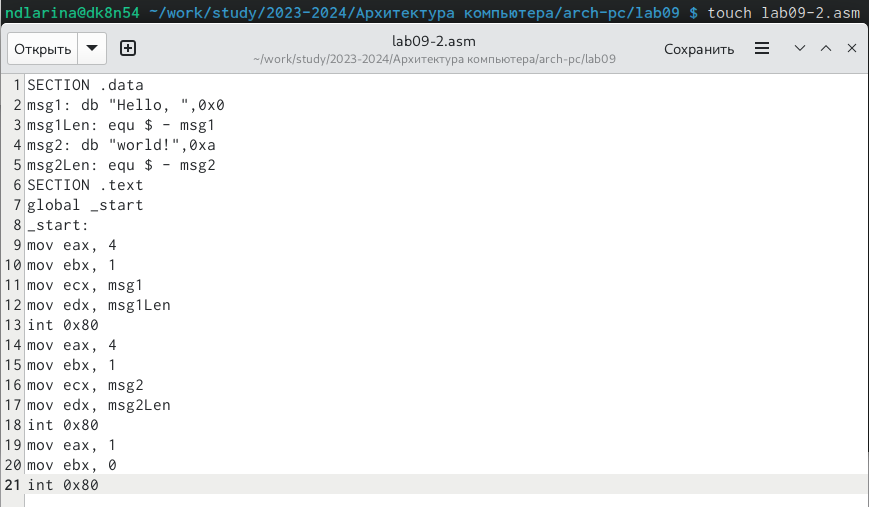 ndlarina@dk8n54 ~/work/study/2023-2024/Архитектура компьютера/arch-pc/lab09 $ touch lab09-2.asm
Открыть
lab09-2.asm
~/work/study/2023-2024/Архитектура компьютера/arch-pc/lab09
Сохранить
1 SECTION .data
2 msg1: db "Hello, ",0x0
3 msg1Len: equ $ - msg1
4 msg2: db "world!",0xa
5 msg2Len: equ $ - msg2
6 SECTION .text
7 global _start
8 _start:
9 mov eax, 4
10 mov ebx, 1
11 mov ecx, msg1
12 mov edx, msg1Len
13 int 0x80
14 mov eax, 4
15 mov ebx, 1
16 mov ecx, msg2
17 mov edx, msg2Len
18 int 0x80
19 mov eax, 1
20 mov ebx, 0
21 int 0x80